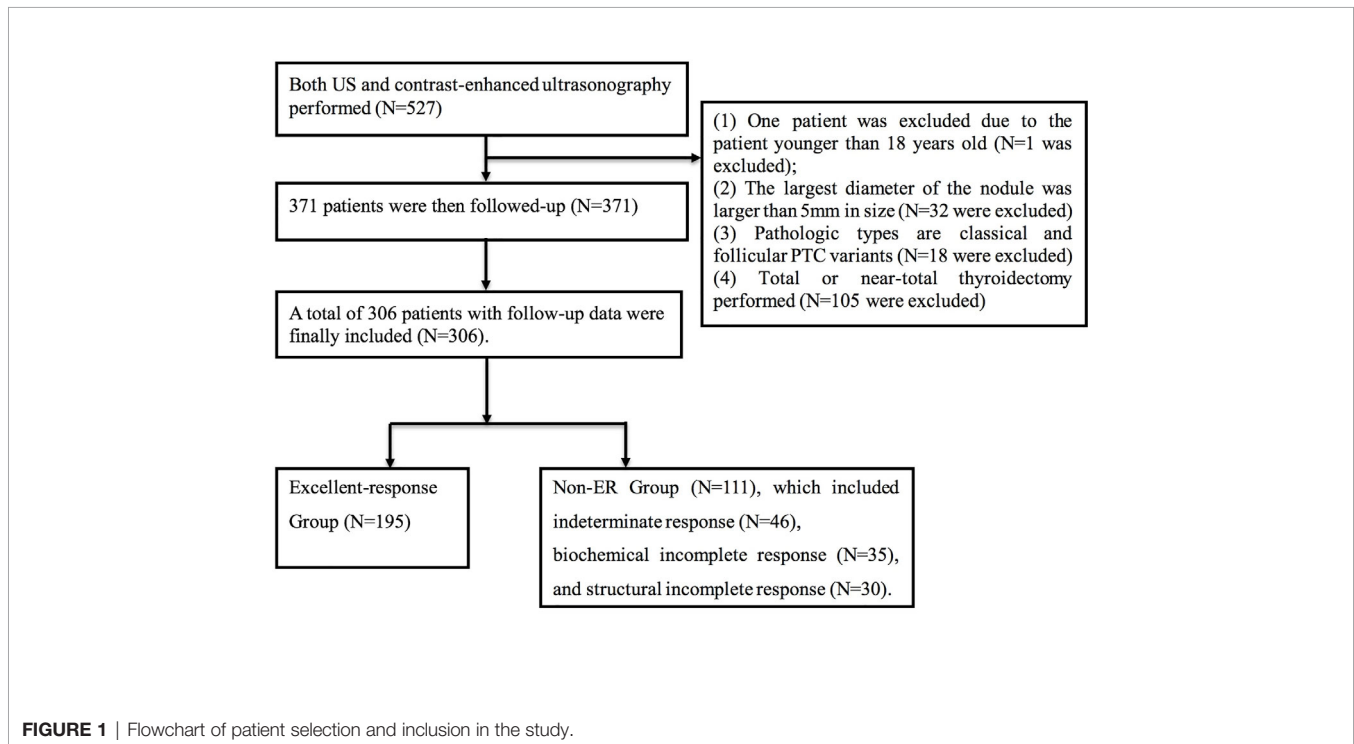 Both US and contrast-enhanced ultrasonography
performed (N=527)
(1) One patient was excluded due to the
patient younger than 18 years old (N=1 was
excluded);
(2) The largest diameter of the nodule was
larger than 5mm in size (N=32 were excluded)
(3) Pathologic types are classical and
follicular PTC variants (N=18 were excluded)
(4) Total or near-total thyroidectomy
performed (N=105 were excluded)
371 patients were then followed-up (N=371)
A total of 306 patients with follow-up data were
finally included (N=306).
Excellent-response
Group (N=195)
Non-ER Group (N=111), which included
indeterminate response (N=46),
biochemical incomplete response (N=35),
and structural incomplete response (N=30).
FIGURE 1 | Flowchart of patient selection and inclusion in the study.